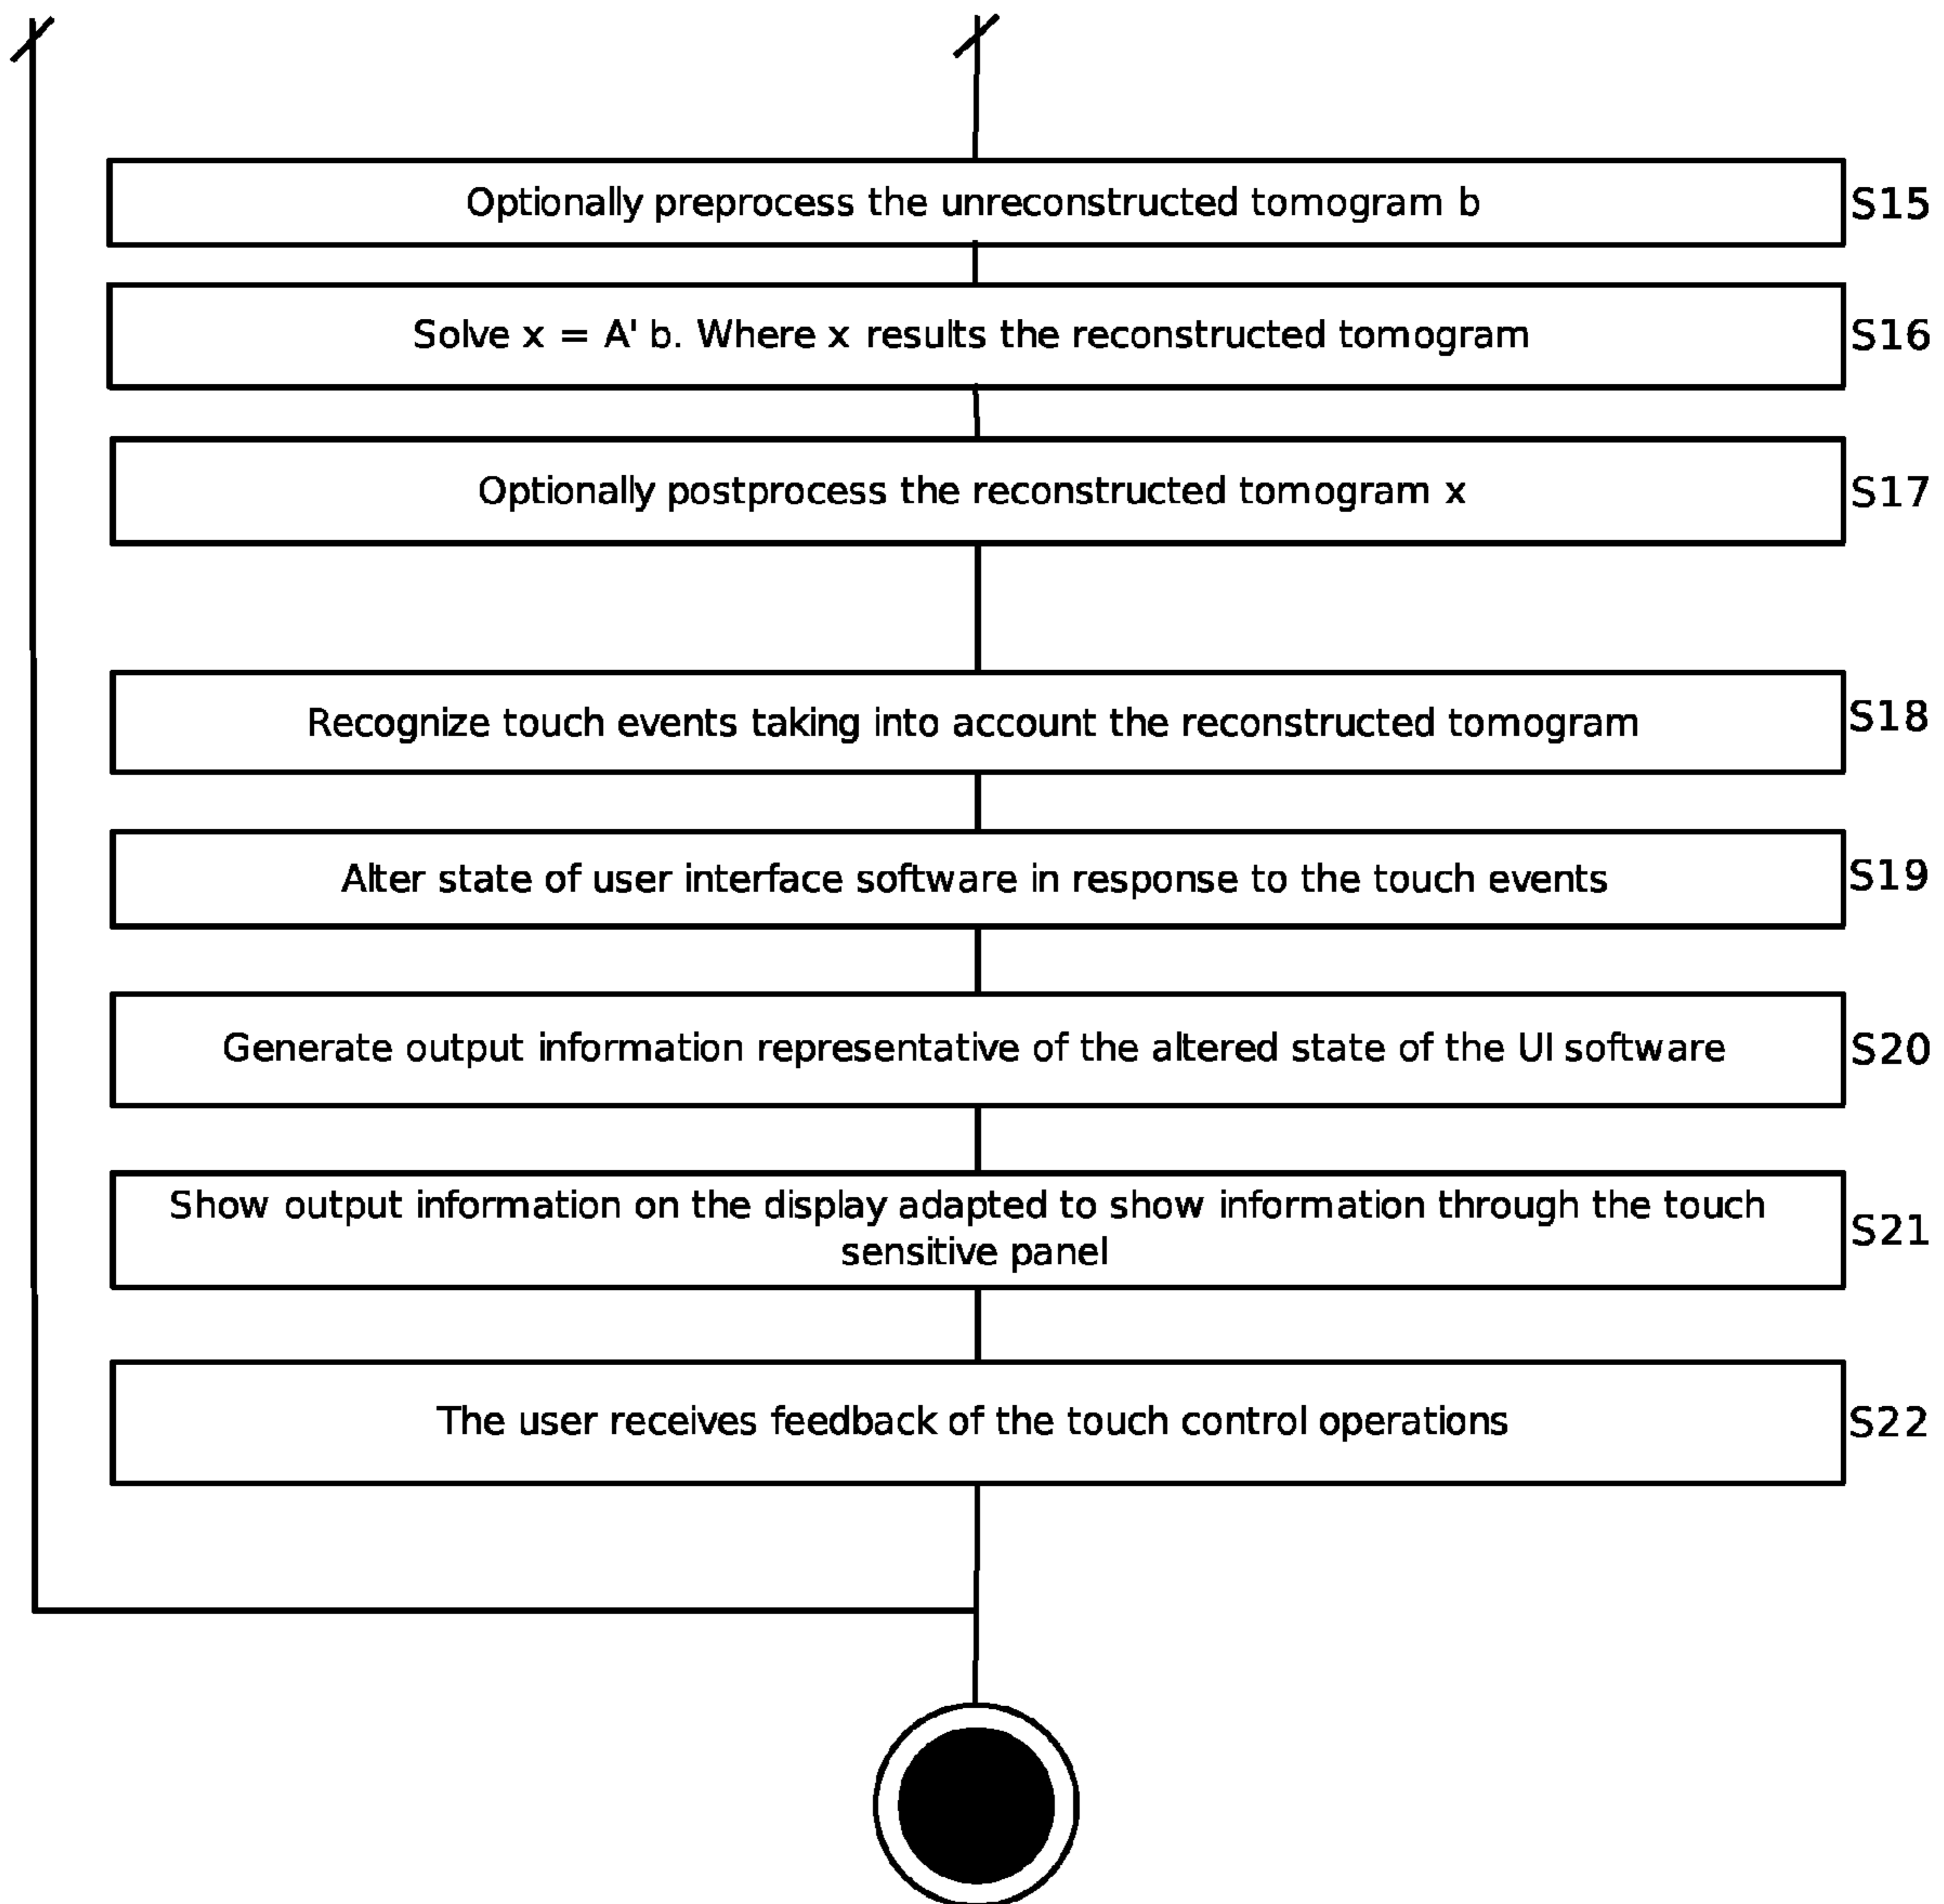 Optionally preprocess the unreconstructed tomogram b S15
Solve x = A' b. Where x results the reconstructed tomogram S16
Optionally postprocess the reconstructed tomogram x S17
Recognize touch events taking into account the reconstructed tomogram S18
Alter state of user interface software in response to the touch events S19
Generate output information representative of the altered state of the UI software S20
Show output information on the display adapted to show information through the touch
sensitive panel
S21
The user receives feedback of the touch control operations S22